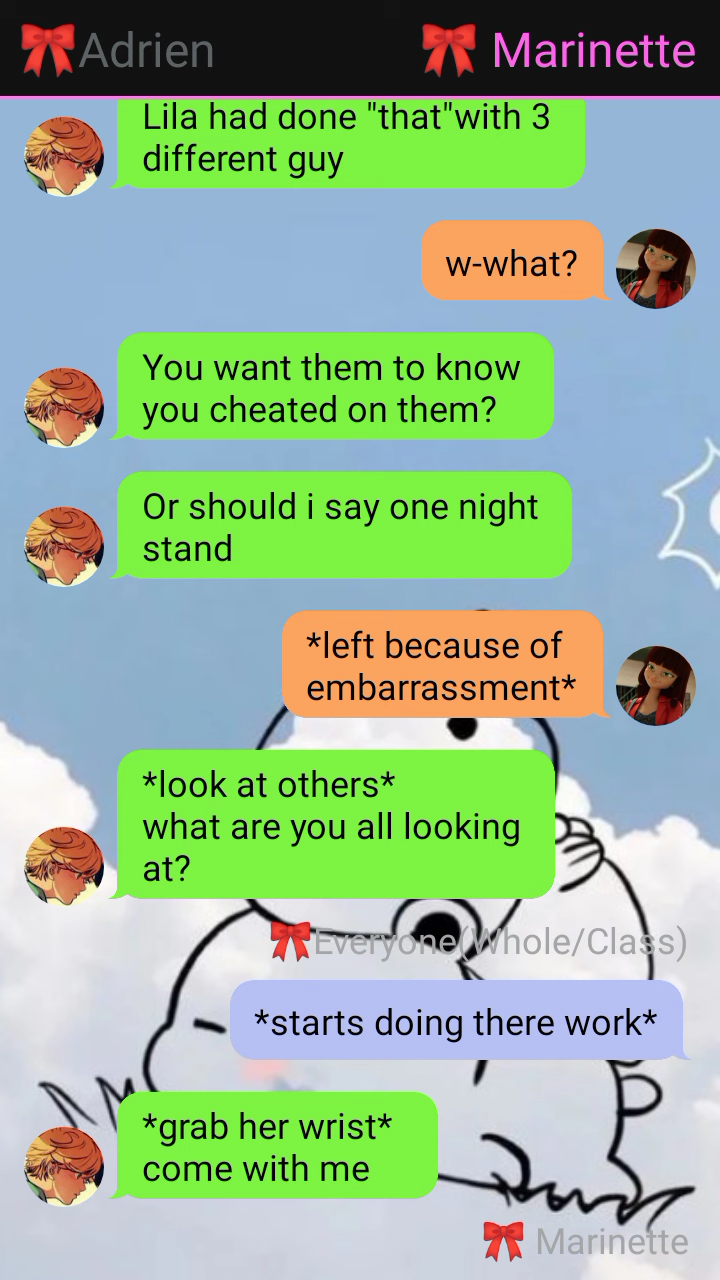 🎀Adrien
🎀 Marinette
Lila had done "that"with 3
different guy
w-what?
You want them to know
you cheated on them?
Or should i say one night
stand
*left because of
embarrassment*
*look at others*
what are you all looking
at?
🎀Everyone(Whole/Class)
*starts doing there work*
*grab her wrist*
come with me
🎀 Marinette